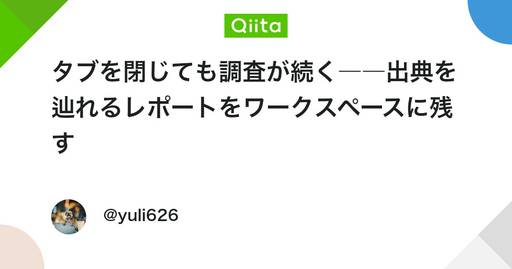 Qiita
タブを閉じても調査が続く——出典を
辿れるレポートをワークスペースに残
す
@yuli626